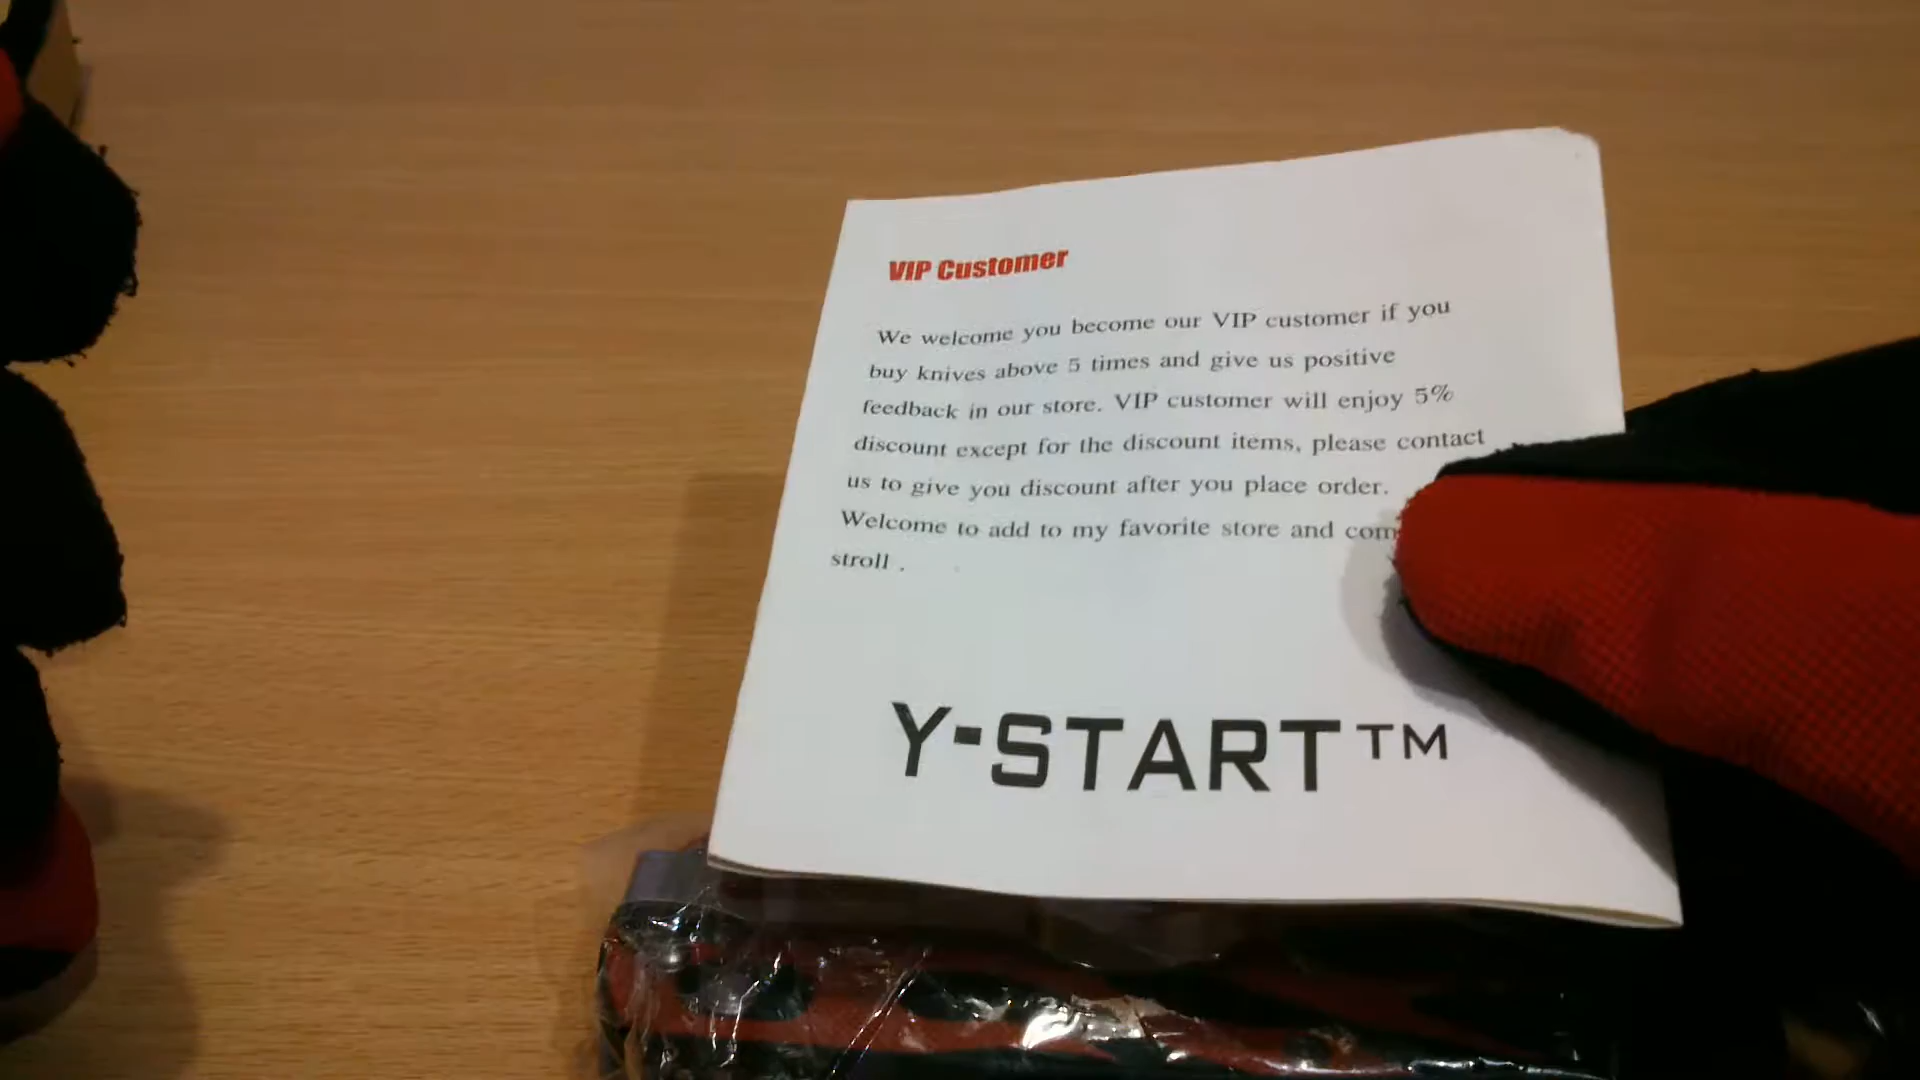 VIP Customer
We welcome you become our VIP customer if you
buy knives above 5 times and give us positive
feedback in our store. VIP customer will enjoy 5%
discount except for the discount items, please contact
us to give you discount after you place order.
Welcome to add to my favorite store and
stroll .
Y-START™